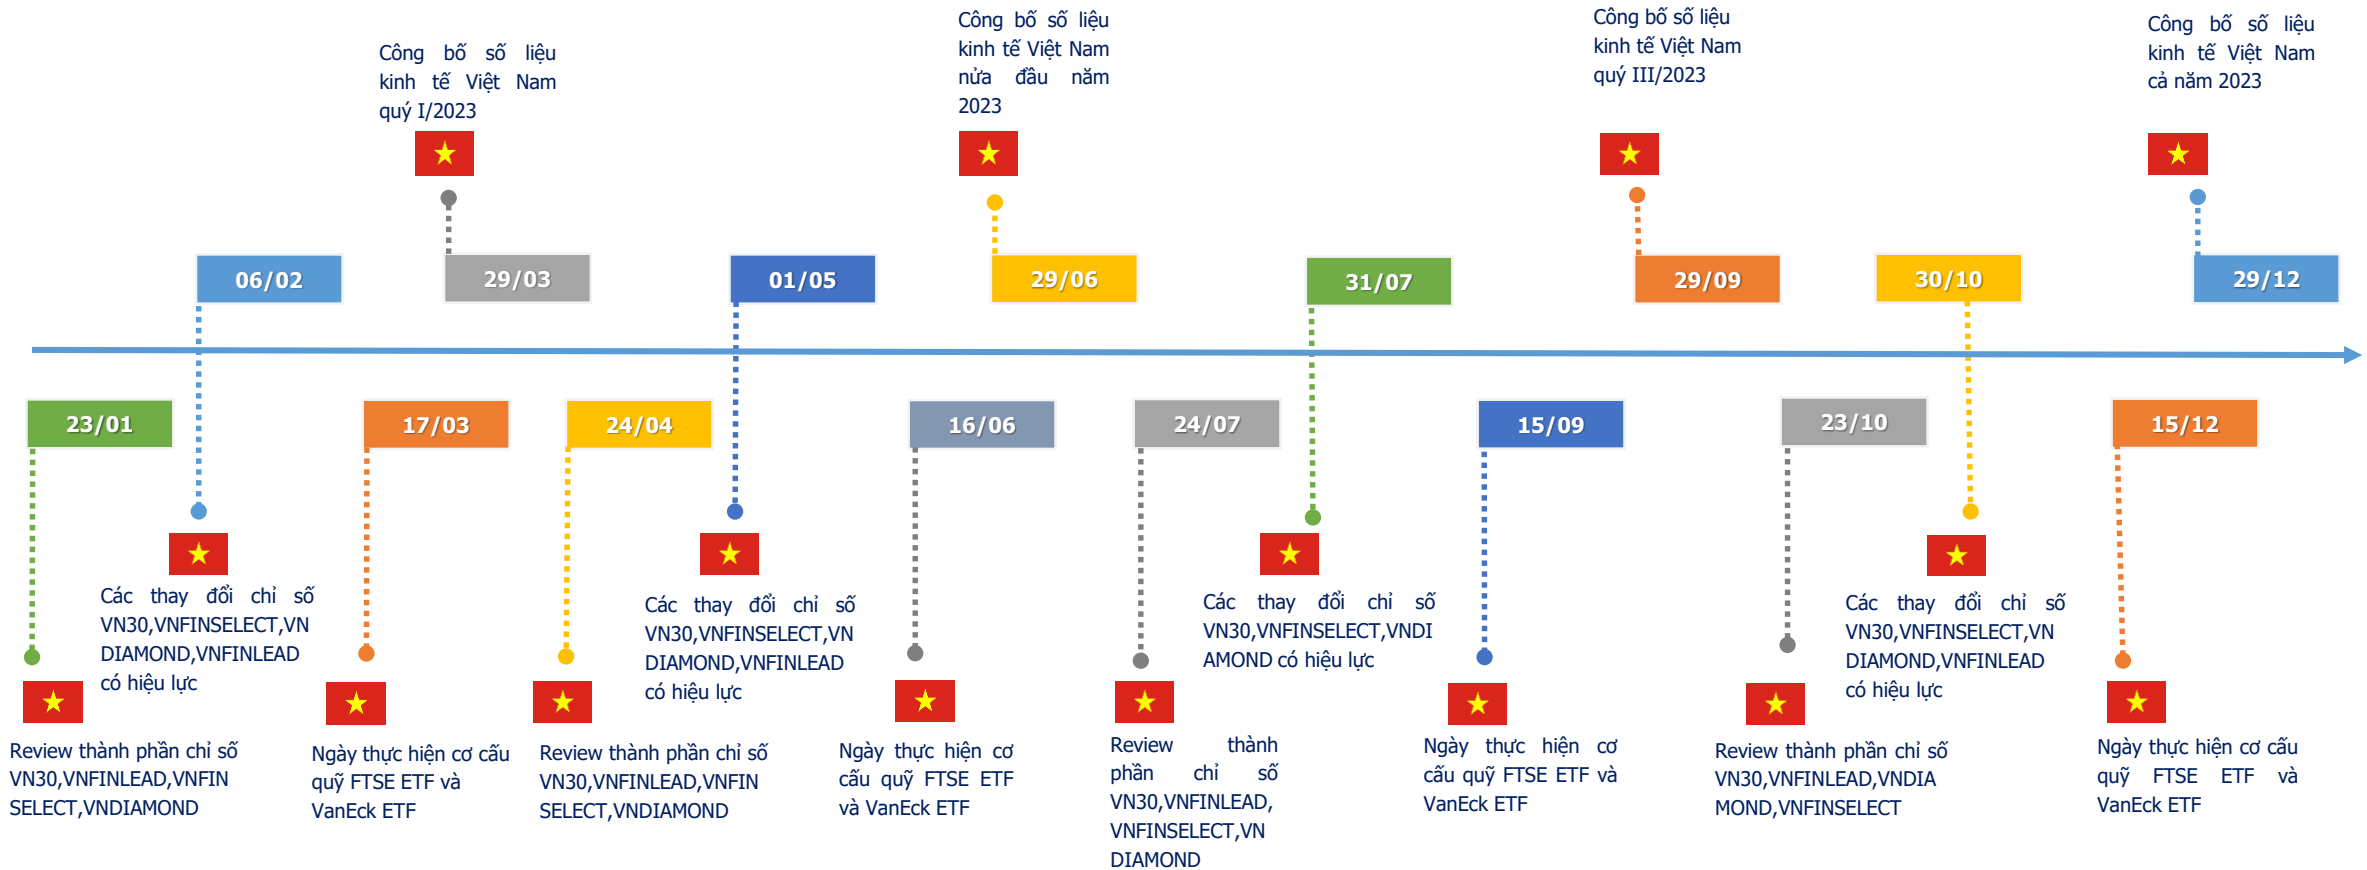 Công bố số liệu
kinh tế Việt Nam
quý I/2023
Công bố số liệu
kinh tế Việt Nam
nửa đầu năm
2023
Công bố số liệu
kinh tế Việt Nam
quý III/2023
Công bố số liệu
kinh tế Việt Nam
cả năm 2023
06/02
29/03
01/05
29/06
31/07
29/09
30/10
29/12
23/01
17/03
24/04
16/06
24/07
15/09
23/10
15/12
Các thay đổi chỉ số
VN30,VNFINSELECT,VN
DIAMOND,VNFINLEAD
có hiệu lực
Các thay đổi chỉ số
VN30,VNFINSELECT,VN
DIAMOND,VNFINLEAD
có hiệu lực
Các thay đổi chỉ số
VN30,VNFINSELECT,VNDI
AMOND có hiệu lực
Các thay đổi chỉ số
VN30,VNFINSELECT,VN
DIAMOND,VNFINLEAD
có hiệu lực
Review thành phần chỉ số
VN30,VNFINLEAD,VNFIN
SELECT,VNDIAMOND
Ngày thực hiện cơ cấu
quỹ FTSE ETF và
VanEck ETF
Review thành phần chỉ số
VN30,VNFINLEAD,VNFIN
SELECT,VNDIAMOND
Ngày thực hiện cơ
cấu quỹ FTSE ETF
và VanEck ETF
Review thành
phần chỉ số
VN30,VNFINLEAD,
VNFINSELECT,VN
DIAMOND
Ngày thực hiện cơ
cấu quỹ FTSE ETF và
VanEck ETF
Review thành phần chỉ số
VN30,VNFINLEAD,VNDIA
MOND,VNFINSELECT
Ngày thực hiện cơ cấu
quỹ FTSE ETF và
VanEck ETF